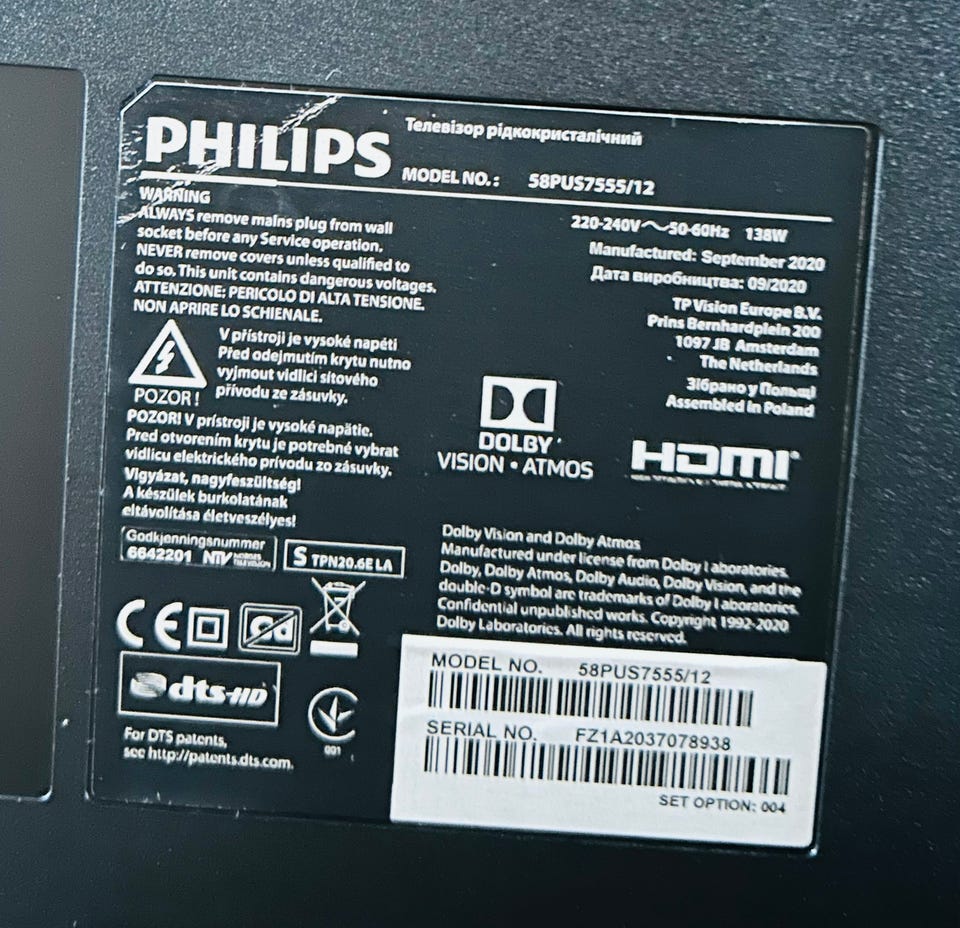 PHILIPS
Телевізор рідкокристалічний
MODEL NO.: 58PUS7555/12
WARNING
ALWAYS remove mains plug from wall
socket before any Service operation.
NEVER remove covers unless qualified to
do so. This unit contains dangerous voltages.
ATTENZIONE: PERICOLO DI ALTA TENSIONE.
NON APRIRE LO SCHIENALE.
V přístroji je vysoké napětí
Před odejmutím krytu nutno
vyjmout vidlici síťového
přívodu ze zásuvky.
POZOR!
POZOR! V prístroji je vysoké napätie.
Pred otvorením krytu je potrebné vybrat
vidlicu elektrického prívodu zo zásuvky.
Vigyázat, nagyfeszültség!
A készülek burkolatának
eltávolítása életveszélyes!
220-240V~50-60Hz 138W
Manufactured: September 2020
Дата виробництва: 09/2020
TP Vision Europe B.V.
Prins Bernhardplein 200
1097 JB Amsterdam
The Netherlands
Зібрано у Польщі
Assembled in Poland
DOLBY
VISION • ATMOS
HDMI
Godkjenningsnummer
6642201 NTV NORGES TELEVISION
S TPN20.6E LA
Dolby Vision and Dolby Atmos
Manufactured under license from Dolby Laboratories.
Dolby, Dolby Atmos, Dolby Audio, Dolby Vision, and the
double-D symbol are trademarks of Dolby Laboratories.
Confidential unpublished works. Copyright 1992-2020
Dolby Laboratories. All rights reserved.
CE
Cd
dts-HD
001
For DTS patents,
see http://patents.dts.com.
MODEL NO. 58PUS7555/12
SERIAL NO. FZ1A2037078938
SET OPTION: 004